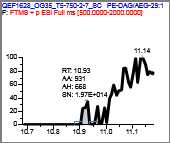 QEF1623_OG35_T5-750-2-7_SC PE-DAG/AEG-29:1
F: FTMS + p ESI Full ms [500.0000-2000.0000]
11.14
100
80
60
40
20
0
RT: 10.93
AA: 931
AH: 668
SN: 1.97E+014
10.7 10.8 10.9 11.0 11.1